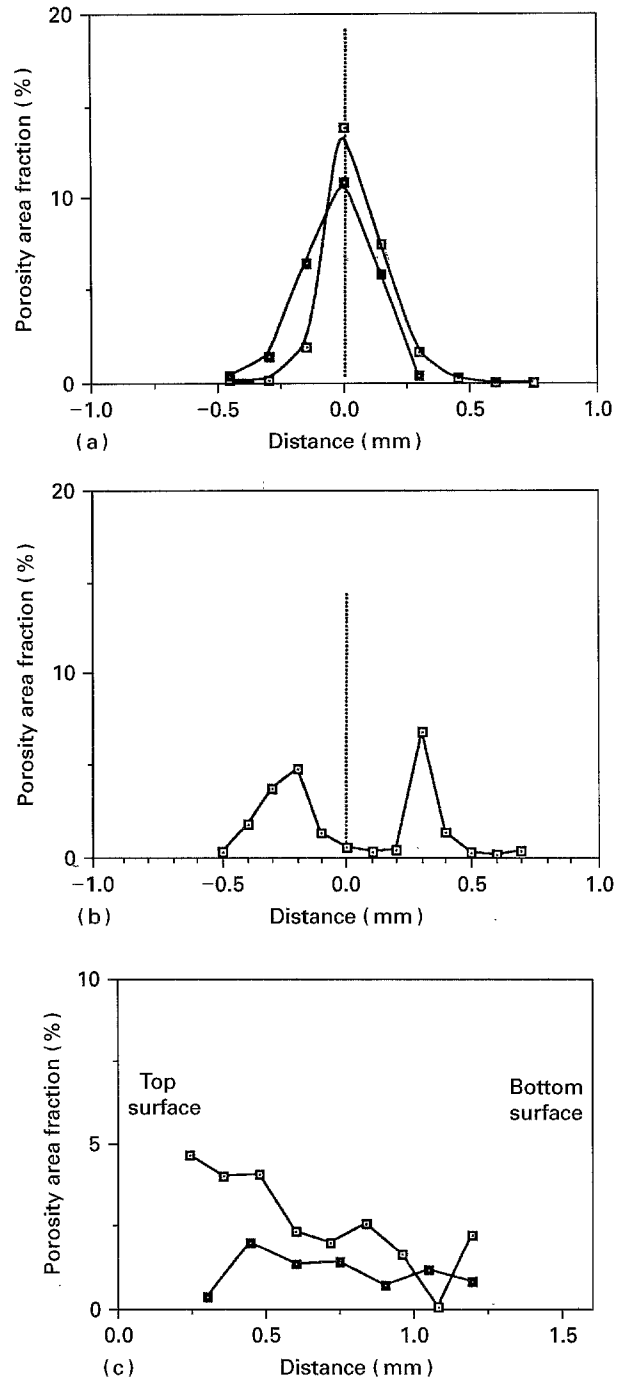 20
10
0
Porosity area fraction (%)
−1.0 −0.5 0.0 0.5 1.0
(a) Distance (mm)
20
10
0
Porosity area fraction (%)
−1.0 −0.5 0.0 0.5 1.0
(b) Distance (mm)
10
5
0
Porosity area fraction (%)
Top
surface
Bottom
surface
0.0 0.5 1.0 1.5
(c) Distance (mm)